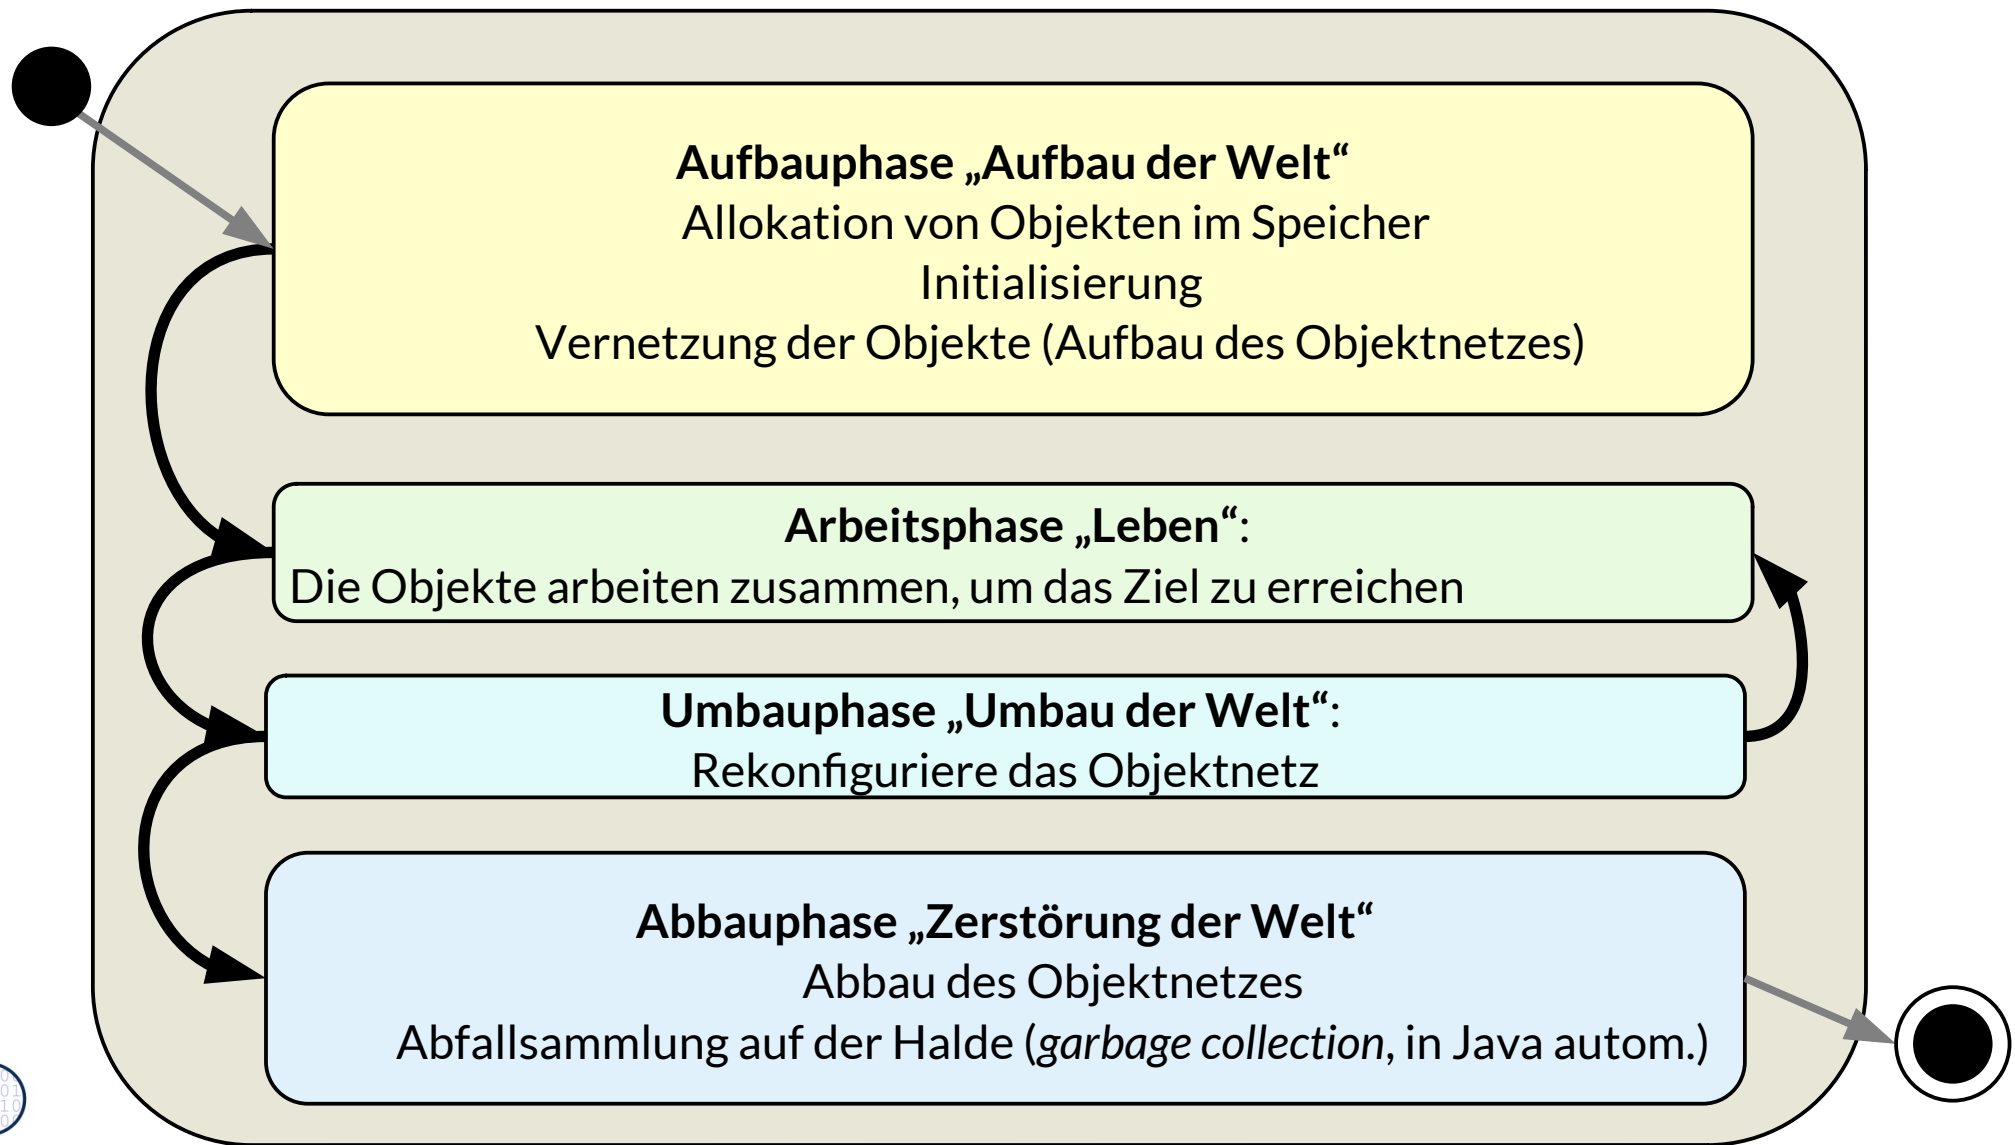 Aufbauphase „Aufbau der Welt“
Allokation von Objekten im Speicher
Initialisierung
Vernetzung der Objekte (Aufbau des Objektnetzes)
Arbeitsphase „Leben“:
Die Objekte arbeiten zusammen, um das Ziel zu erreichen
Umbauphase „Umbau der Welt“:
Rekonfiguriere das Objektnetz
Abbauphase „Zerstörung der Welt“
Abbau des Objektnetzes
Abfallsammlung auf der Halde (garbage collection, in Java autom.)